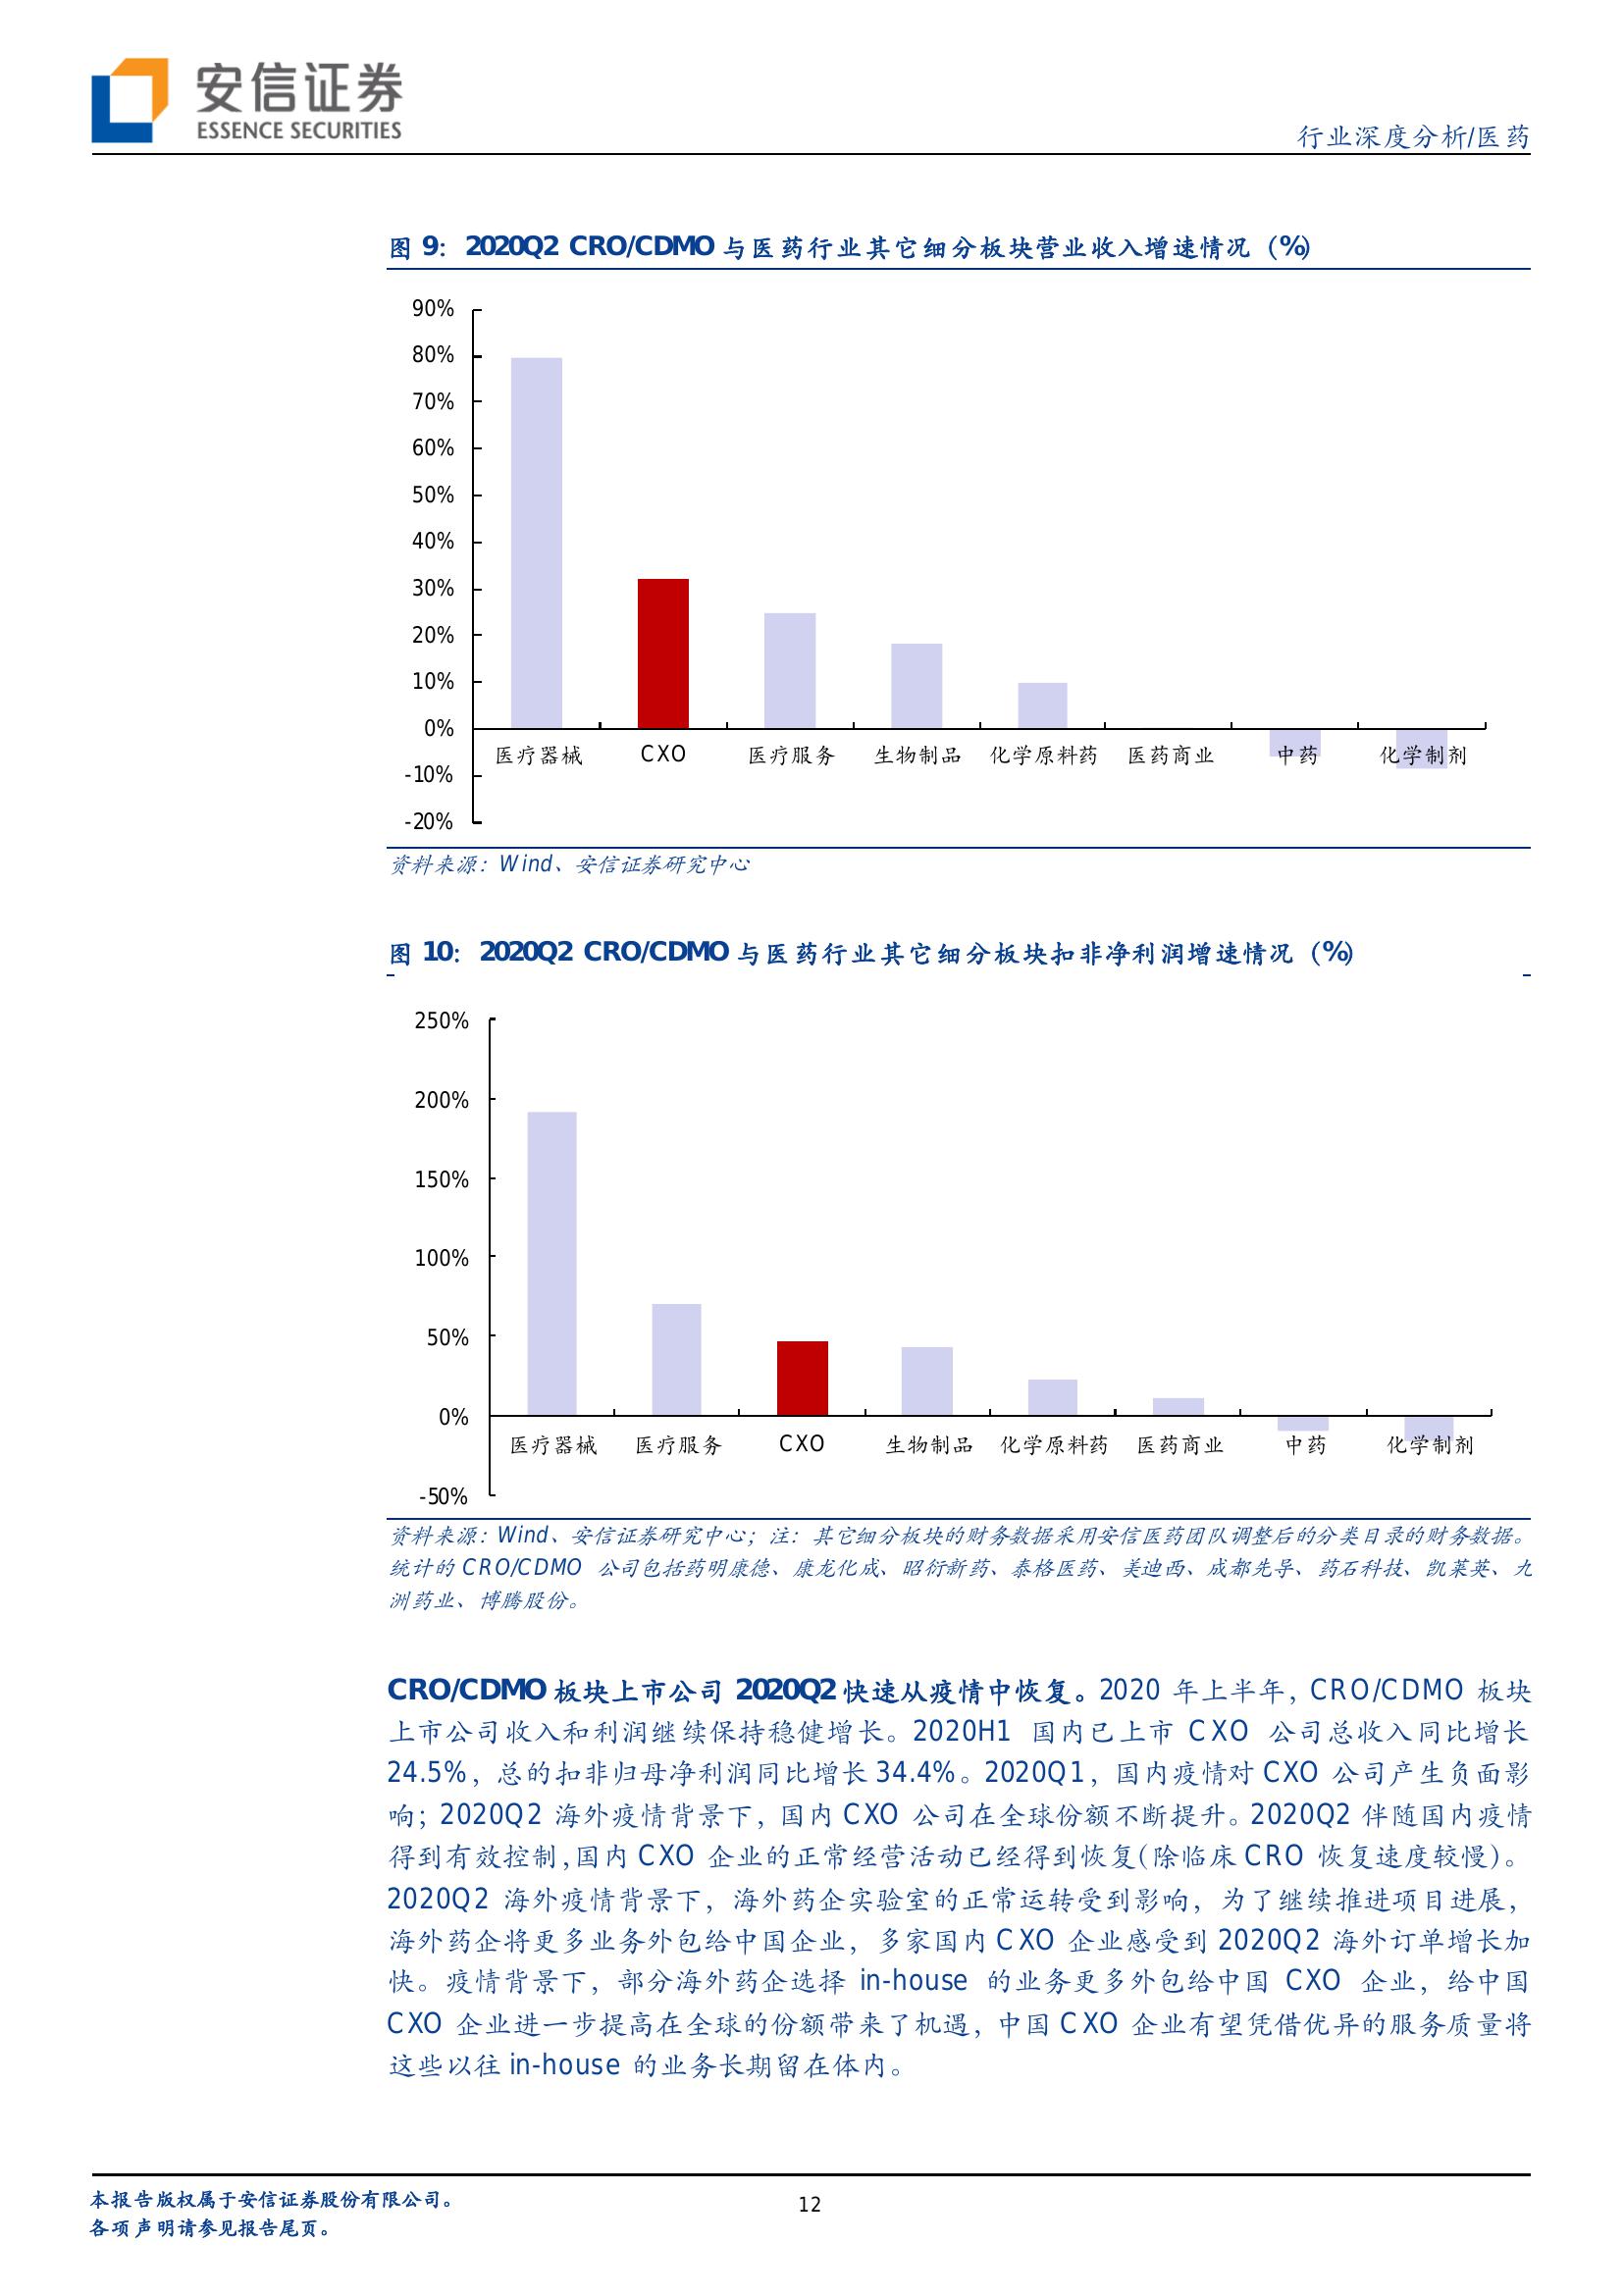 安信证券
ESSENCE SECURITIES
行业深度分析/医药
图 9：2020Q2 CRO/CDMO 与医药行业其它细分板块营业收入增速情况（%）
90%
80%
70%
60%
50%
40%
30%
20%
10%
0%
-10%
-20%
医疗器械 CXO 医疗服务 生物制品 化学原料药 医药商业 中药 化学制剂
资料来源：Wind、安信证券研究中心
图 10：2020Q2 CRO/CDMO 与医药行业其它细分板块扣非净利润增速情况（%）
250%
200%
150%
100%
50%
0%
-50%
医疗器械 医疗服务 CXO 生物制品 化学原料药 医药商业 中药 化学制剂
资料来源：Wind、安信证券研究中心；注：其它细分板块的财务数据采用安信医药团队调整后的分类目录的财务数据。
统计的 CRO/CDMO 公司包括药明康德、康龙化成、昭衍新药、泰格医药、美迪西、成都先导、药石科技、凯莱英、九
洲药业、博腾股份。
CRO/CDMO 板块上市公司 2020Q2 快速从疫情中恢复。2020 年上半年，CRO/CDMO 板块
上市公司收入和利润继续保持稳健增长。2020H1 国内已上市 CXO 公司总收入同比增长
24.5%，总的扣非归母净利润同比增长 34.4%。2020Q1，国内疫情对 CXO 公司产生负面影
响；2020Q2 海外疫情背景下，国内 CXO 公司在全球份额不断提升。2020Q2 伴随国内疫情
得到有效控制，国内 CXO 企业的正常经营活动已经得到恢复（除临床 CRO 恢复速度较慢）。
2020Q2 海外疫情背景下，海外药企实验室的正常运转受到影响，为了继续推进项目进展，
海外药企将更多业务外包给中国企业，多家国内 CXO 企业感受到 2020Q2 海外订单增长加
快。疫情背景下，部分海外药企选择 in-house 的业务更多外包给中国 CXO 企业，给中国
CXO 企业进一步提高在全球的份额带来了机遇，中国 CXO 企业有望凭借优异的服务质量将
这些以往 in-house 的业务长期留在体内。
本报告版权属于安信证券股份有限公司。
各项声明请参见报告尾页。
12